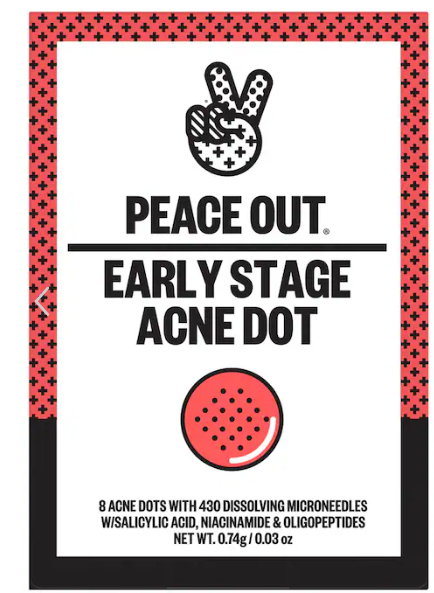 PEACE OUT®
EARLY STAGE
ACNE DOT
8 ACNE DOTS WITH 430 DISSOLVING MICRONEEDLES
W/SALICYLIC ACID, NIACINAMIDE & OLIGOPEPTIDES
NET WT. 0.74g / 0.03 oz